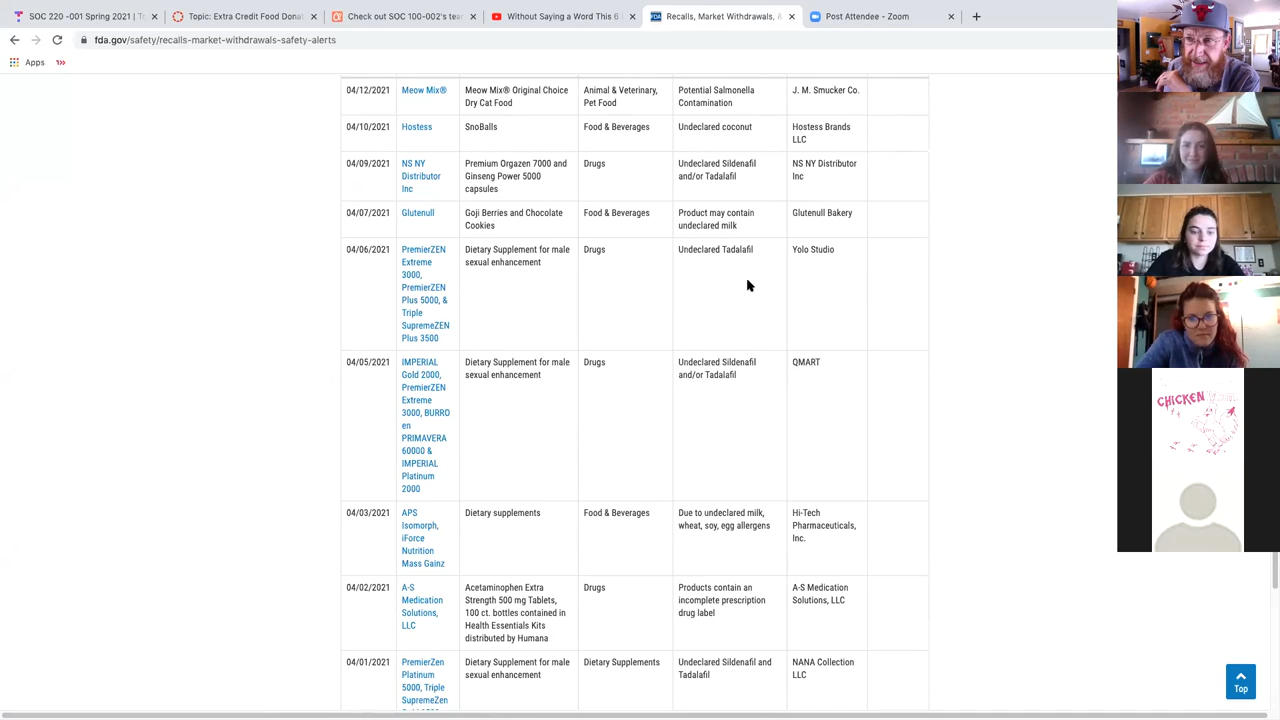 SOC 220 -001 Spring 2021 | T
Topic: Extra Credit Food Dona
Check out SOC 100-002's tea
Without Saying a Word This 6
Recalls, Market Withdrawals, &
Post Attendee - Zoom
fda.gov/safety/recalls-market-withdrawals-safety-alerts
Apps
04/12/2021 Meow Mix® Meow Mix® Original Choice Animal & Veterinary, Potential Salmonella J. M. Smucker Co.
Dry Cat Food Pet Food Contamination
04/10/2021 Hostess SnoBalls Food & Beverages Undeclared coconut Hostess Brands
LLC
04/09/2021 NS NY Premium Orgazen 7000 and Drugs Undeclared Sildenafil NS NY Distributor
Distributor Ginseng Power 5000 and/or Tadalafil Inc
Inc capsules
04/07/2021 Glutenull Goji Berries and Chocolate Food & Beverages Product may contain Glutenull Bakery
Cookies undeclared milk
04/06/2021 PremierZEN Dietary Supplement for male Drugs Undeclared Tadalafil Yolo Studio
Extreme sexual enhancement
3000,
PremierZEN
Plus 5000, &
Triple
SupremeZEN
Plus 3500
04/05/2021 IMPERIAL Dietary Supplement for male Drugs Undeclared Sildenafil QMART
Gold 2000, sexual enhancement and/or Tadalafil
PremierZEN
Extreme
3000, BURRO
en
PRIMAVERA
60000 &
IMPERIAL
Platinum
2000
04/03/2021 APS Dietary supplements Food & Beverages Due to undeclared milk, Hi-Tech
Isomorph, wheat, soy, egg allergens Pharmaceuticals,
iForce Inc.
Nutrition
Mass Gainz
04/02/2021 A-S Acetaminophen Extra Drugs Products contain an A-S Medication
Medication Strength 500 mg Tablets, incomplete prescription Solutions, LLC
Solutions, 100 ct. bottles contained in drug label
LLC Health Essentials Kits
distributed by Humana
04/01/2021 PremierZen Dietary Supplement for male Dietary Supplements Undeclared Sildenafil and NANA Collection
Platinum sexual enhancement Tadalafil LLC
5000, Triple
SupremeZen
Top
CHICKEN